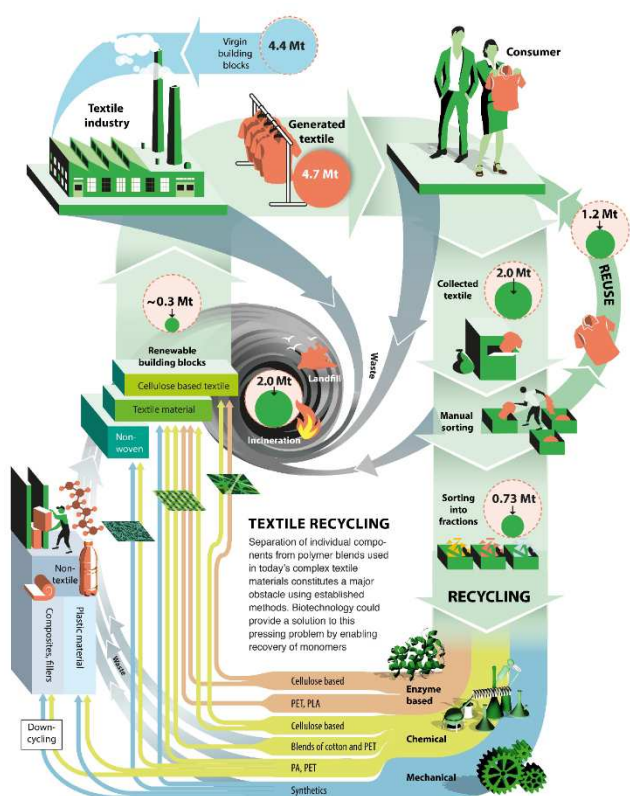 Virgin
building
blocks
4.4 Mt
Consumer
Textile
industry
Generated
textile
4.7 Mt
1.2 Mt
REUSE
Collected
textile
2.0 Mt
~0.3 Mt
Renewable
building blocks
Cellulose based textile
Textile material
Non-
woven
2.0 Mt
Landfill
Incineration
Waste
Manual
sorting
Sorting
into
fractions
0.73 Mt
RECYCLING
TEXTILE RECYCLING
Separation of individual compo-
nents from polymer blends used
in today's complex textile
materials constitutes a major
obstacle using established
methods. Biotechnology could
provide a solution to this
pressing problem by enabling
recovery of monomers
Non-
textile
Composites, fillers
Plastic material
Waste
Down-
cycling
Cellulose based
Enzyme
based
PET, PLA
Cellulose based
Chemical
Blends of cotton and PET
PA, PET
Mechanical
Synthetics